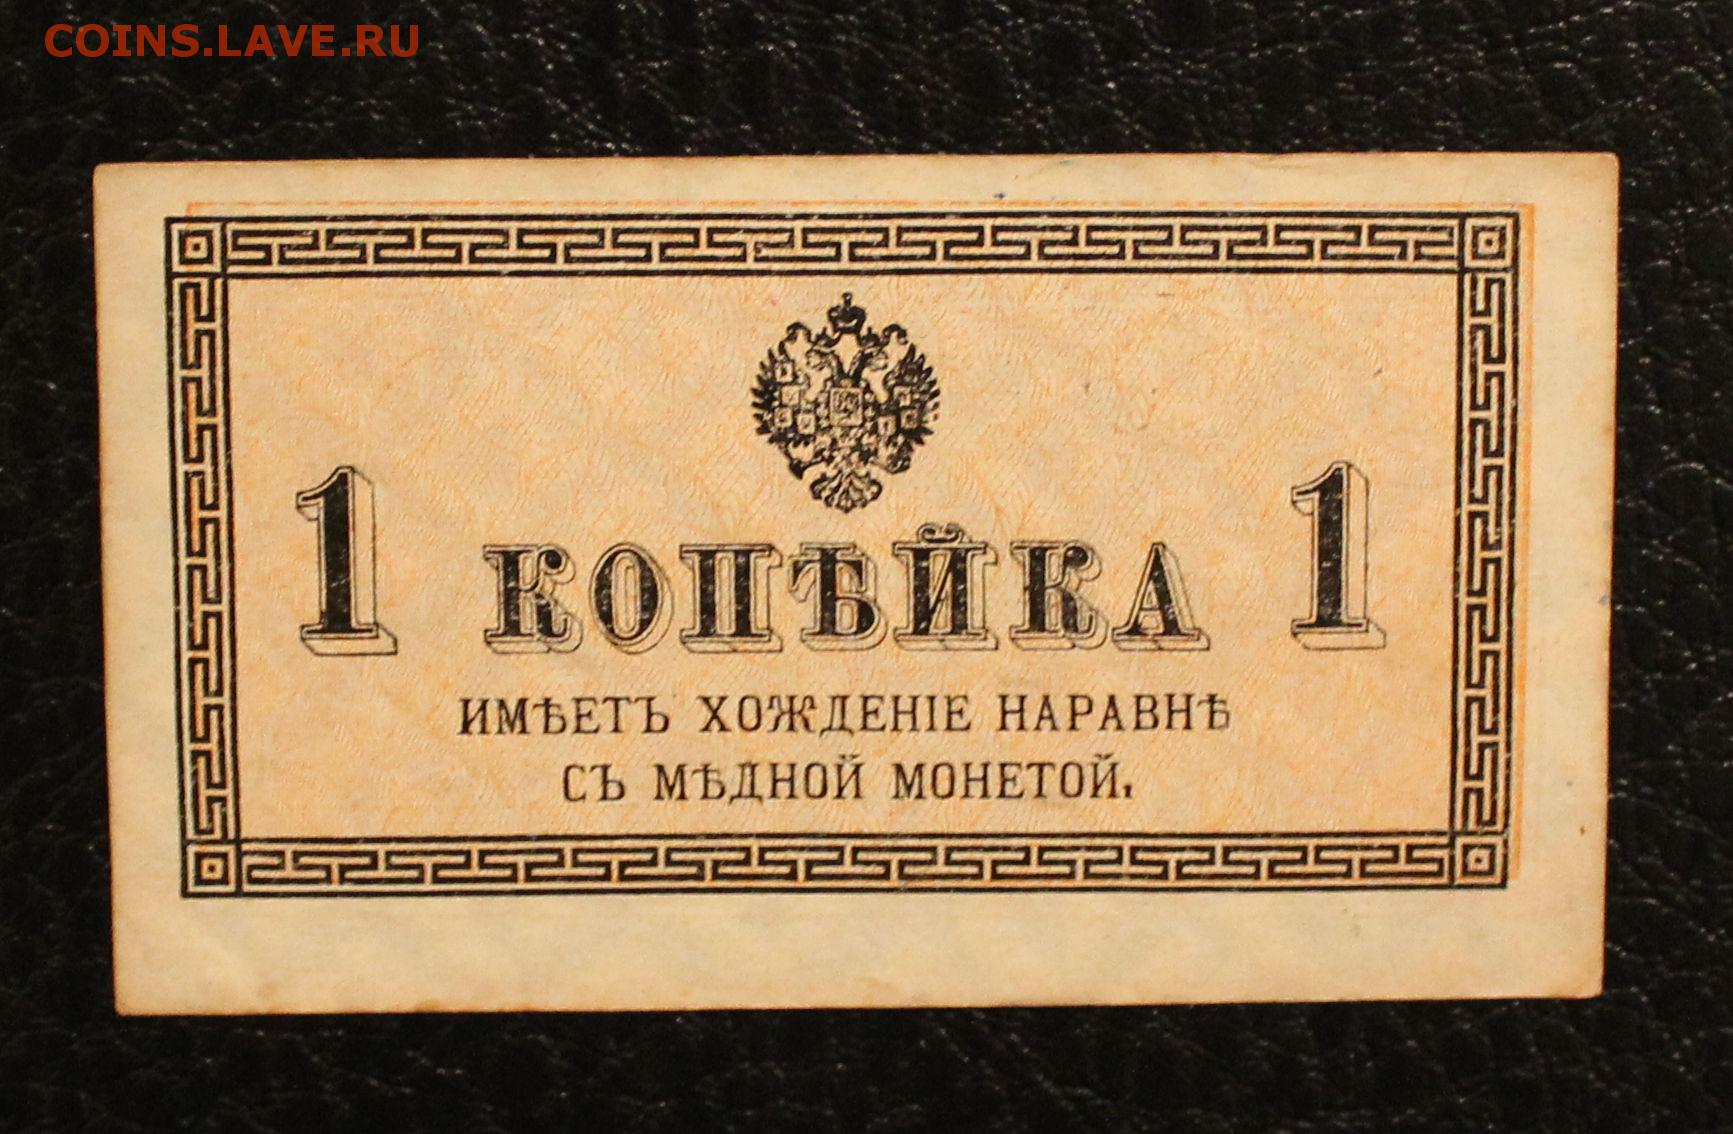 COINS.LAVE.RU
1 КОПѢЙКА 1
ИМѢЕТЪ ХОЖДЕНІЕ НАРАВНѢ
СЪ МѢДНОЙ МОНЕТОЙ.